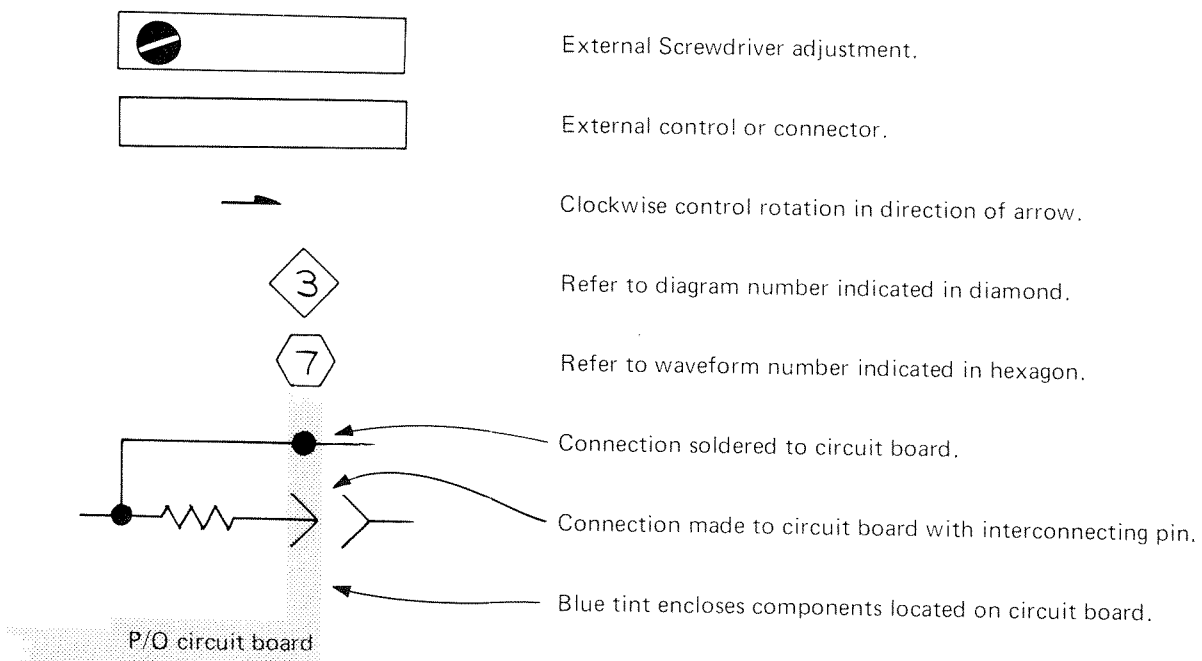 External Screwdriver adjustment.
External control or connector.
Clockwise control rotation in direction of arrow.
3
Refer to diagram number indicated in diamond.
7
Refer to waveform number indicated in hexagon.
Connection soldered to circuit board.
Connection made to circuit board with interconnecting pin.
Blue tint encloses components located on circuit board.
P/O circuit board